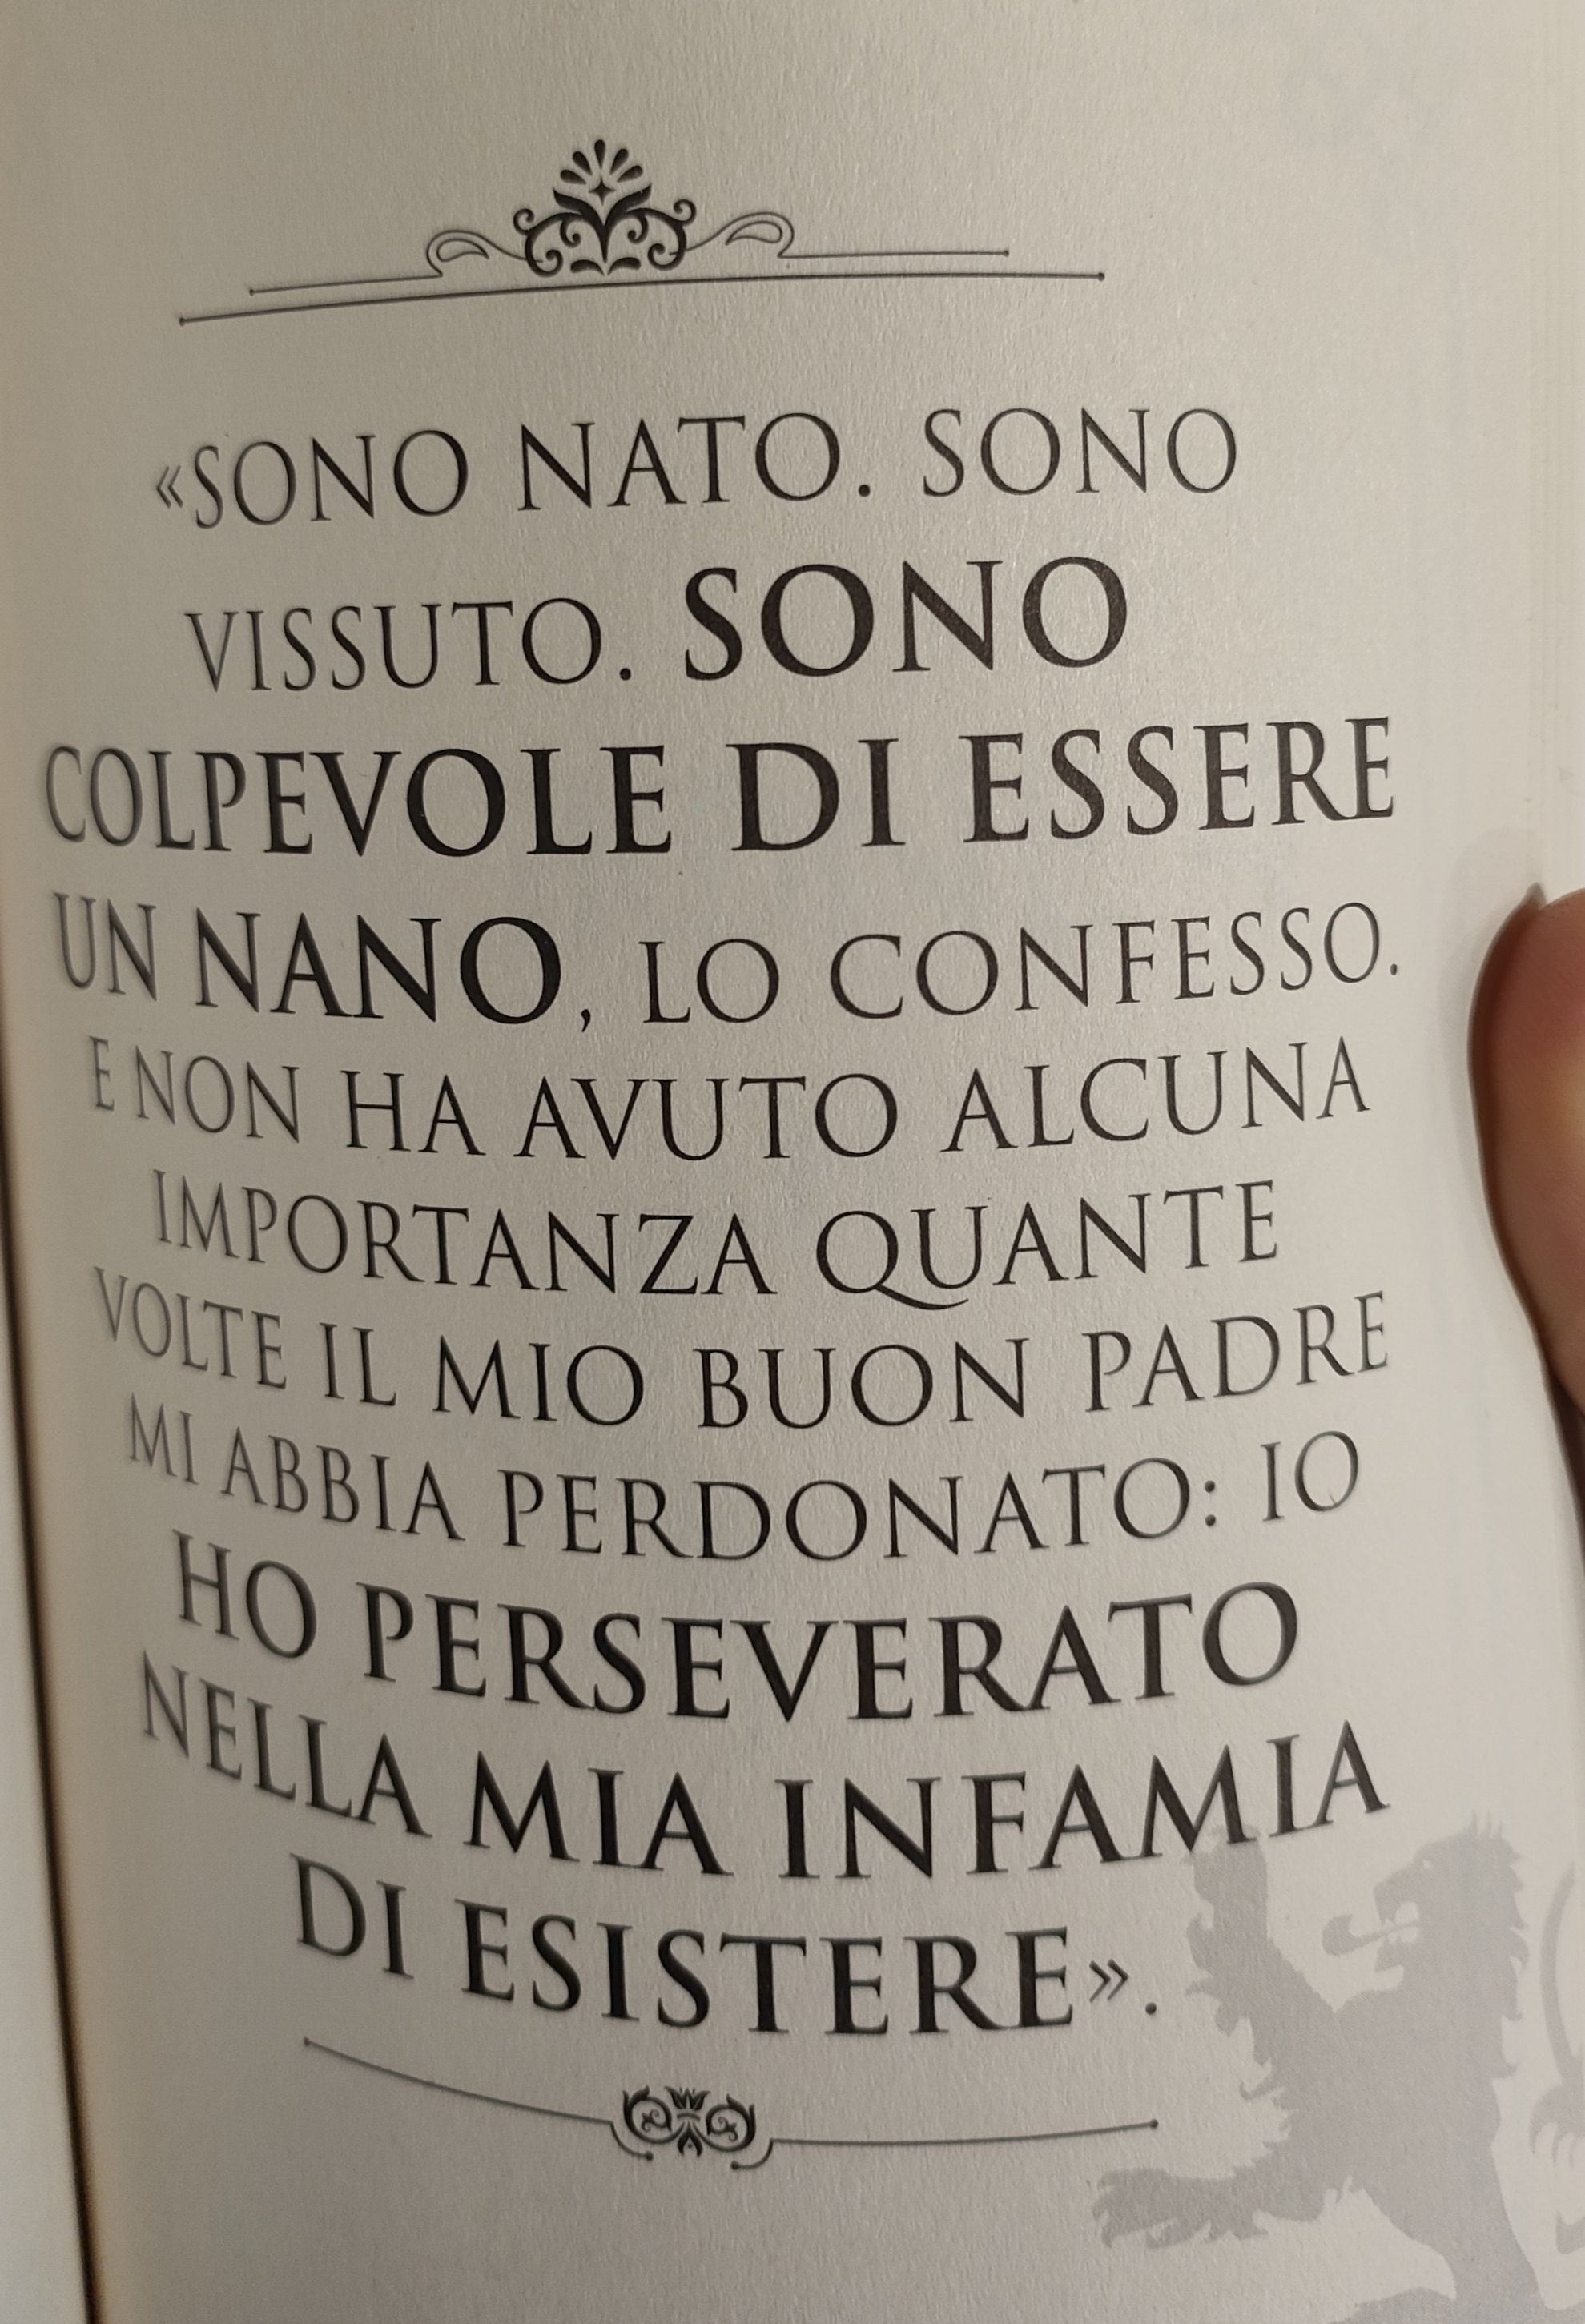 «SONO NATO. SONO
VISSUTO. SONO
COLPEVOLE DI ESSERE
UN NANO, LO CONFESSO.
E NON HA AVUTO ALCUNA
IMPORTANZA QUANTE
VOLTE IL MIO BUON PADRE
MI ABBIA PERDONATO: IO
HO PERSEVERATO
NELLA MIA INFAMIA
DI ESISTERE».